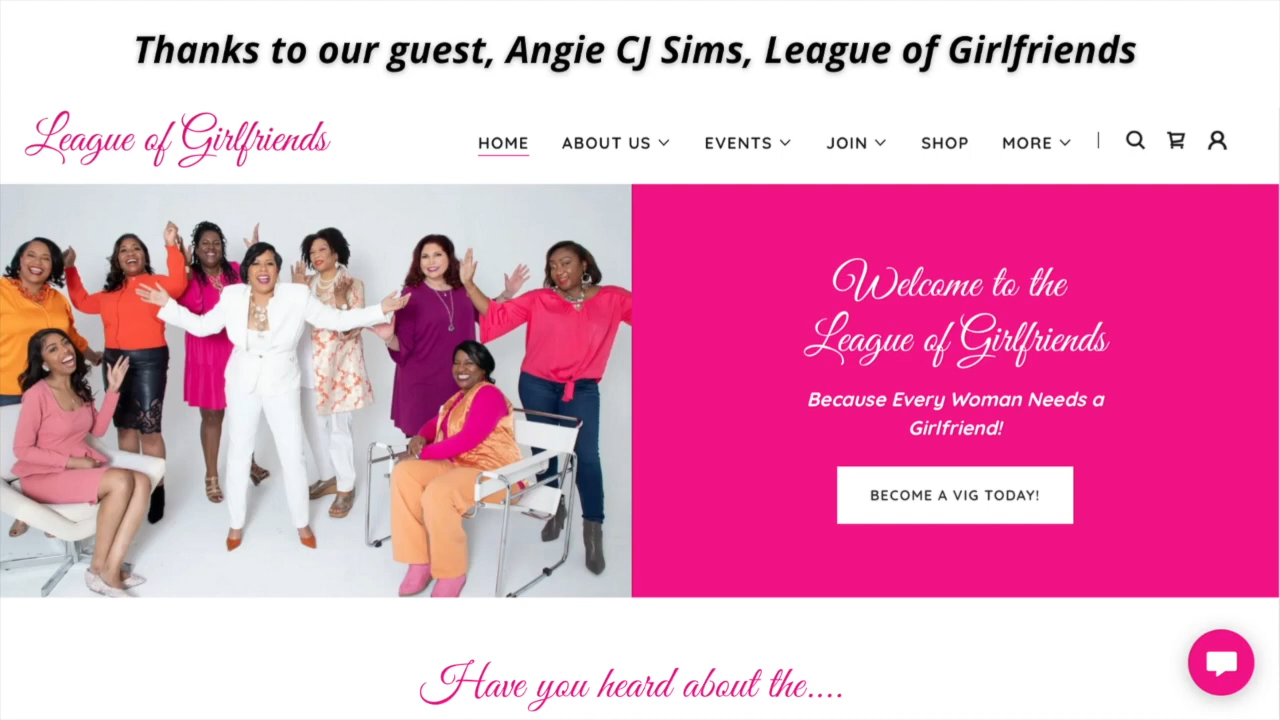 Thanks to our guest, Angie CJ Sims, League of Girlfriends
League of Girlfriends
HOME ABOUT US EVENTS JOIN SHOP MORE
Welcome to the
League of Girlfriends
Because Every Woman Needs a
Girlfriend!
BECOME A VIG TODAY!
Have you heard about the....